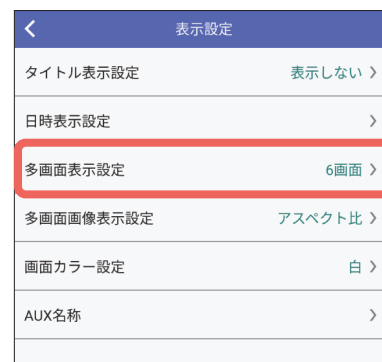 表示設定
タイトル表示設定 表示しない
日時表示設定
多画面表示設定 6画面
多画面画像表示設定 アスペクト比
画面カラー設定 白
AUX名称